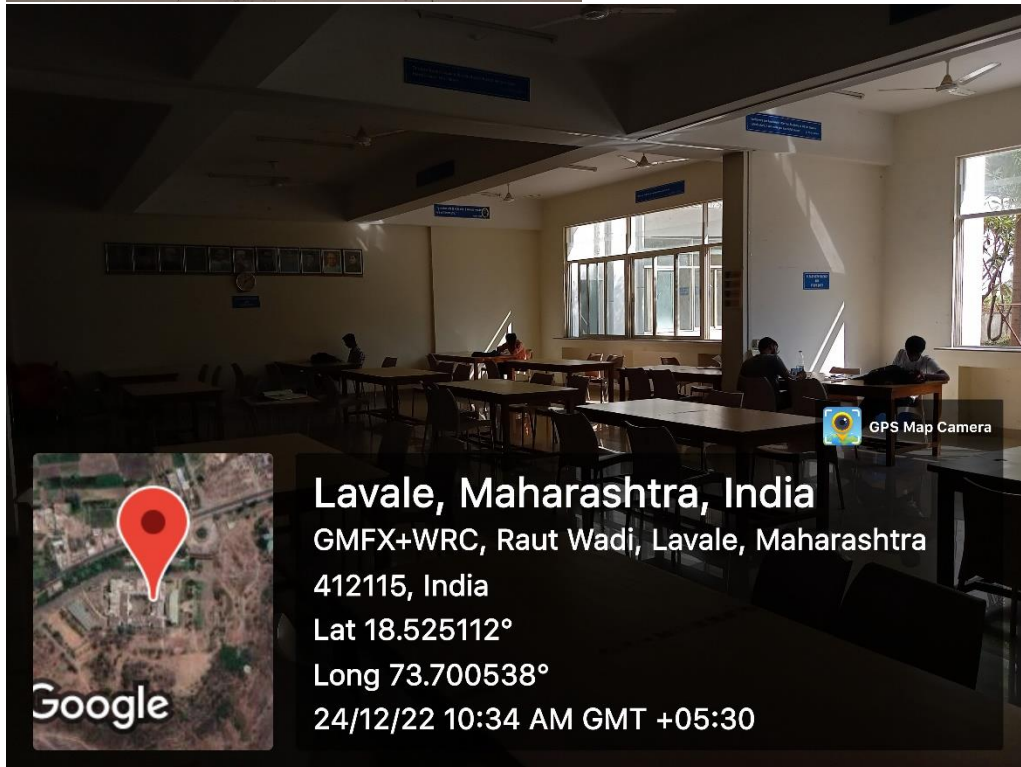 GPS Map Camera
Lavale, Maharashtra, India
GMFX+WRC, Raut Wadi, Lavale, Maharashtra
412115, India
Lat 18.525112°
Long 73.700538°
24/12/22 10:34 AM GMT +05:30
Google